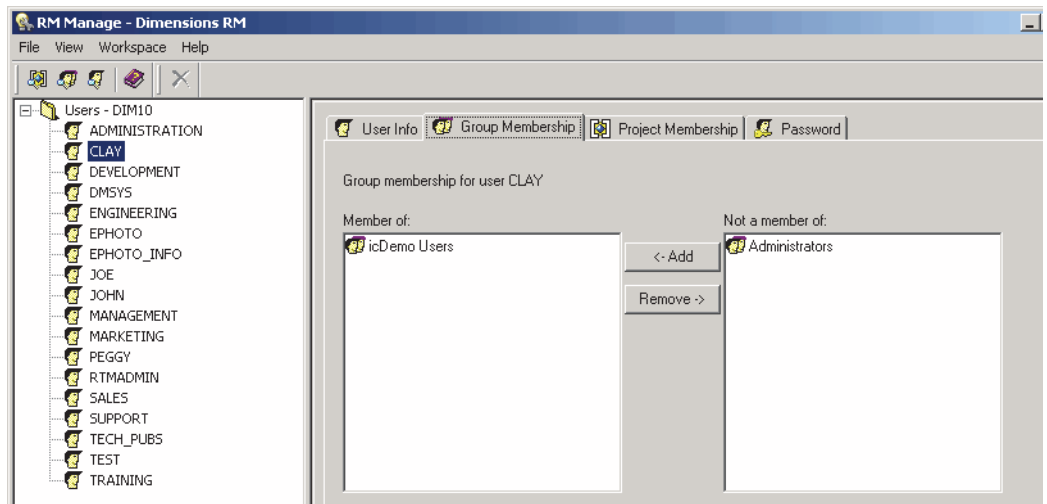 RM Manage - Dimensions RM
File View Workspace Help
Users - DIM10
ADMINISTRATION
CLAY
DEVELOPMENT
DMSYS
ENGINEERING
EPHOTO
EPHOTO_INFO
JOE
JOHN
MANAGEMENT
MARKETING
PEGGY
RTMADMIN
SALES
SUPPORT
TECH_PUBS
TEST
TRAINING
User Info Group Membership Project Membership Password
Group membership for user CLAY
Member of: Not a member of:
icDemo Users <- Add Administrators
Remove ->